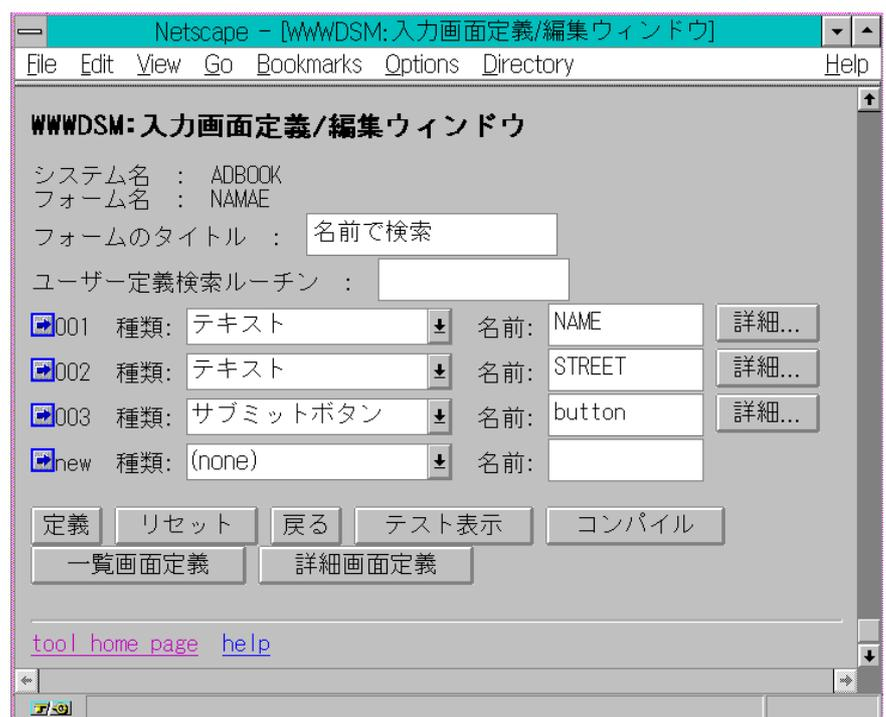 Netscape - [WWWDSM:入力画面定義/編集ウィンドウ]
File Edit View Go Bookmarks Options Directory Help
WWWDSM:入力画面定義/編集ウィンドウ
システム名 : ADBOOK
フォーム名 : NAMAE
フォームのタイトル : 名前で検索
ユーザー定義検索ルーチン :
001 種類: テキスト 名前: NAME 詳細...
002 種類: テキスト 名前: STREET 詳細...
003 種類: サブミットボタン 名前: button 詳細...
new 種類: (none) 名前:
定義 リセット 戻る テスト表示 コンパイル
一覧画面定義 詳細画面定義
tool home page help